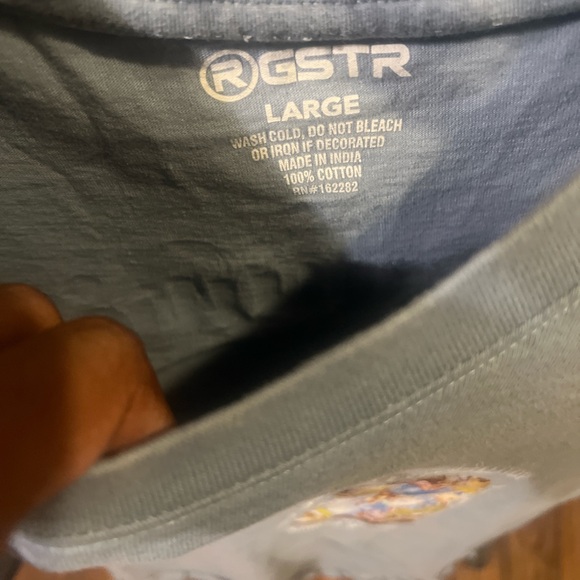 RGSTR
LARGE
WASH COLD, DO NOT BLEACH
OR IRON IF DECORATED
MADE IN INDIA
100% COTTON
RN#162282